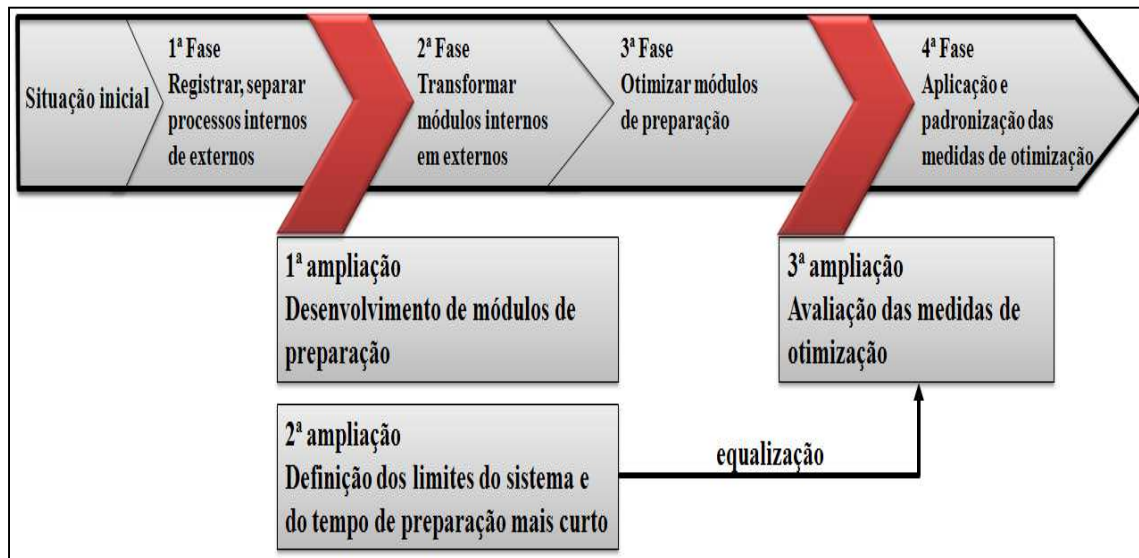 Situação inicial
1ª Fase
Registrar, separar
processos internos
de externos
2ª Fase
Transformar
módulos internos
em externos
3ª Fase
Otimizar módulos
de preparação
4ª Fase
Aplicação e
padronização das
medidas de otimização
1ª ampliação
Desenvolvimento de módulos de
preparação
3ª ampliação
Avaliação das medidas de
otimização
2ª ampliação
Definição dos limites do sistema e
do tempo de preparação mais curto
equalização